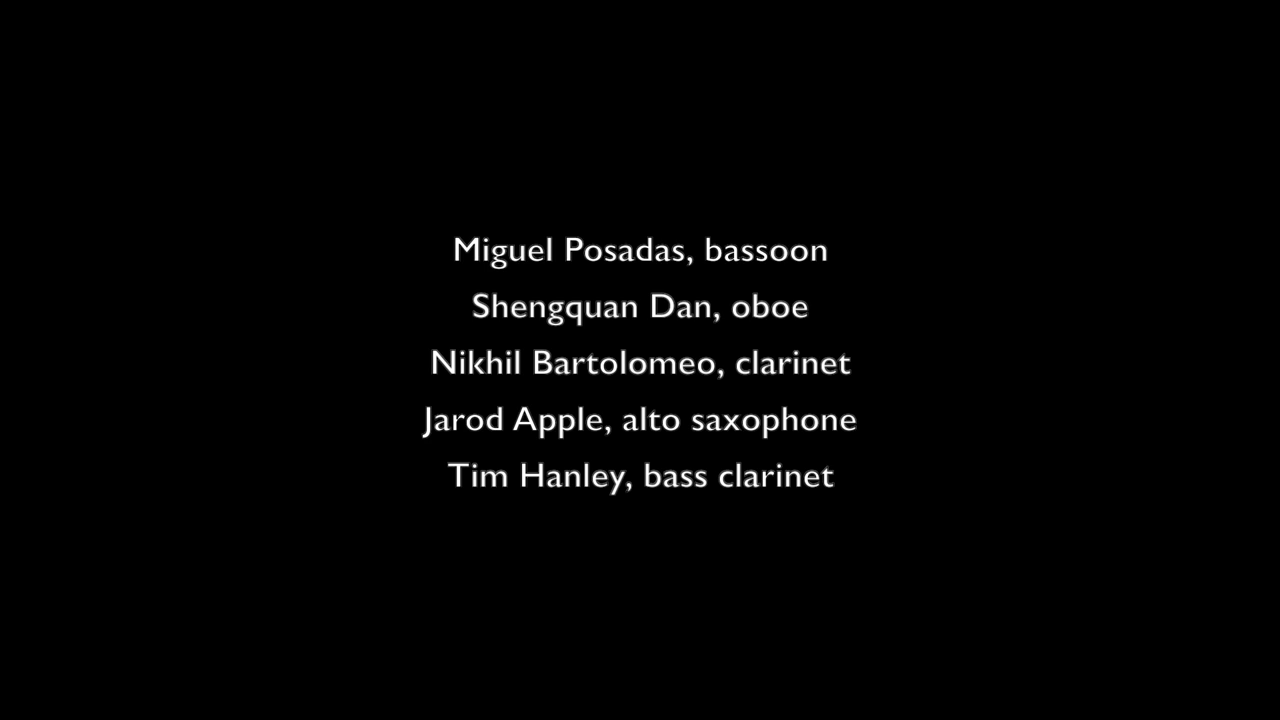 Miguel Posadas, bassoon
Shengquan Dan, oboe
Nikhil Bartolomeo, clarinet
Jarod Apple, alto saxophone
Tim Hanley, bass clarinet